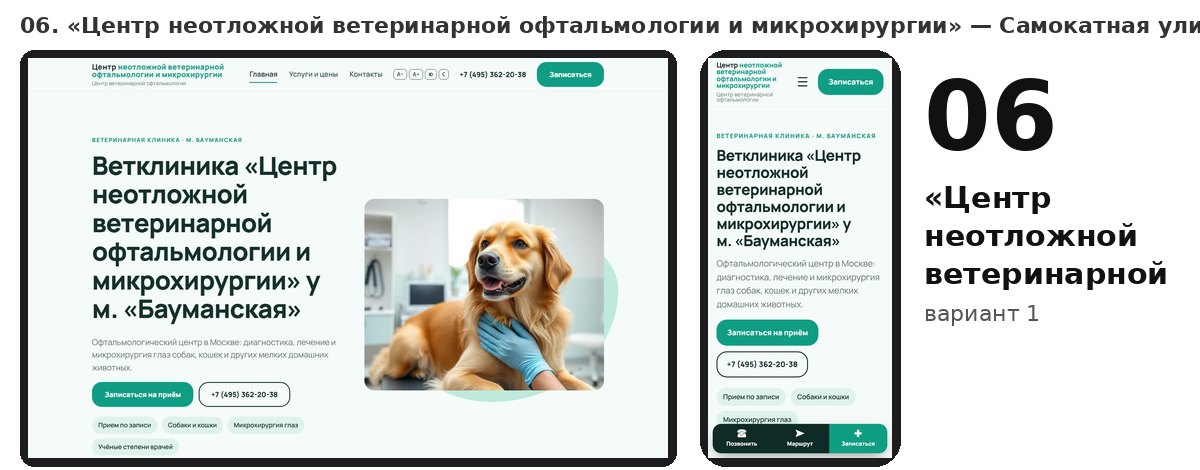 06. «Центр неотложной ветеринарной офтальмологии и микрохирургии» — Самокатная ули
Центр неотложной ветеринарной
офтальмологии и микрохирургии
Центр ветеринарной офтальмологии
Главная Услуги и цены Контакты A− A+ ◐ C +7 (495) 362-20-38 Записаться
ВЕТЕРИНАРНАЯ КЛИНИКА · М. БАУМАНСКАЯ
Ветклиника «Центр
неотложной
ветеринарной
офтальмологии и
микрохирургии» у
м. «Бауманская»
Офтальмологический центр в Москве: диагностика, лечение и
микрохирургия глаз собак, кошек и других мелких домашних
животных.
Записаться на приём +7 (495) 362-20-38
Прием по записи Собаки и кошки Микрохирургия глаз
Учёные степени врачей
Центр неотложной
ветеринарной
офтальмологии и
микрохирургии
Центр ветеринарной
офтальмологии
☰ Записаться
ВЕТЕРИНАРНАЯ КЛИНИКА · М. БАУМАНСКАЯ
Ветклиника «Центр
неотложной
ветеринарной
офтальмологии и
микрохирургии» у
м. «Бауманская»
Офтальмологический центр в Москве:
диагностика, лечение и микрохирургия
глаз собак, кошек и других мелких
домашних животных.
Записаться на приём
+7 (495) 362-20-38
Прием по записи Собаки и кошки
Микрохирургия глаз
Позвонить Маршрут Записаться
06
«Центр
неотложной
ветеринарной
вариант 1